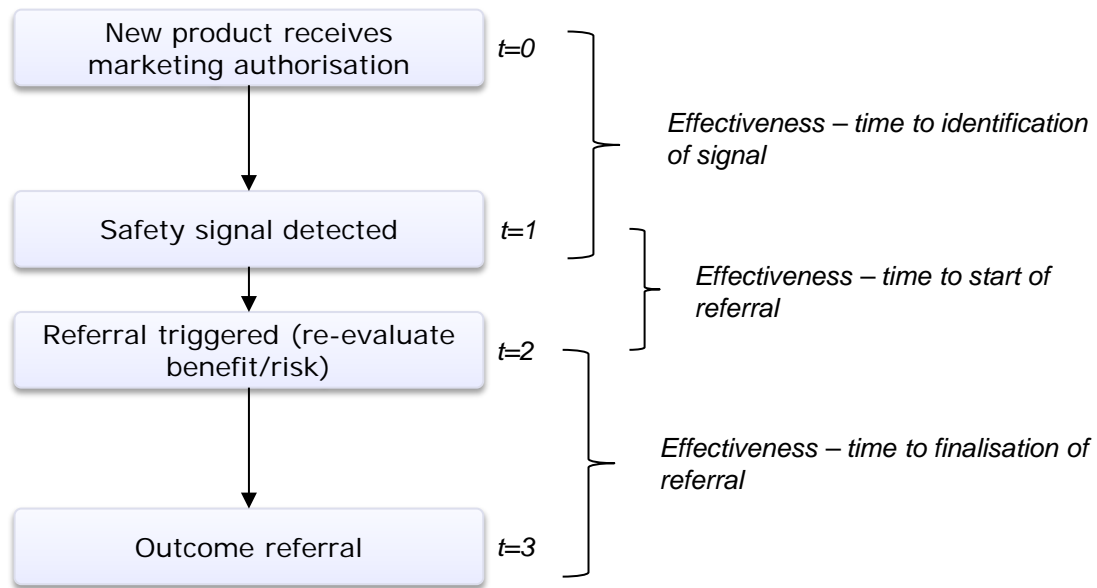 New product receives
marketing authorisation
t=0
Effectiveness – time to identification
of signal
Safety signal detected
t=1
Effectiveness – time to start of
referral
Referral triggered (re-evaluate
benefit/risk)
t=2
Effectiveness – time to finalisation of
referral
Outcome referral
t=3